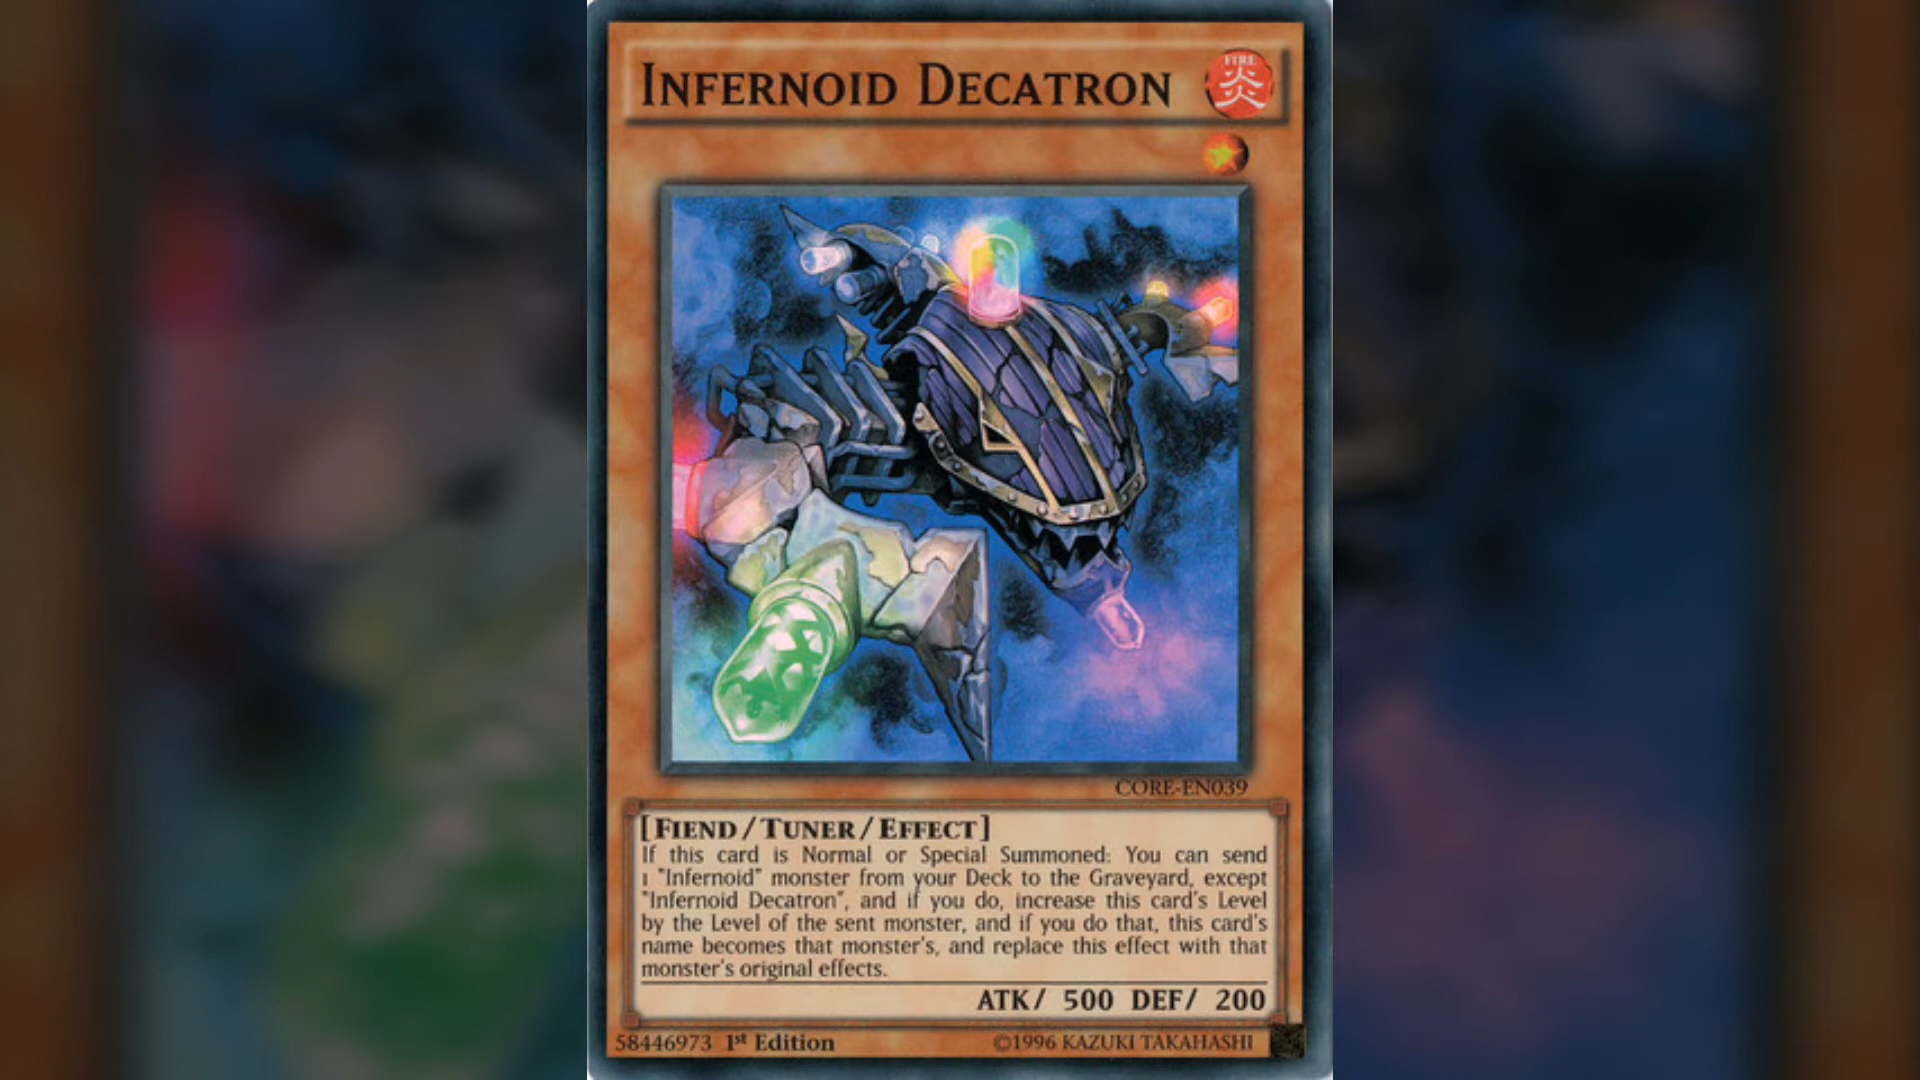 INFERNOID DECATRON
FIRE
炎
CORE-EN039
[FIEND/TUNER/EFFECT]
If this card is Normal or Special Summoned: You can send
1 "Infernoid" monster from your Deck to the Graveyard, except
"Infernoid Decatron", and if you do, increase this card's Level
by the Level of the sent monster, and if you do that, this card's
name becomes that monster's, and replace this effect with that
monster's original effects.
ATK/ 500 DEF/ 200
58446973 1st Edition
©1996 KAZUKI TAKAHASHI